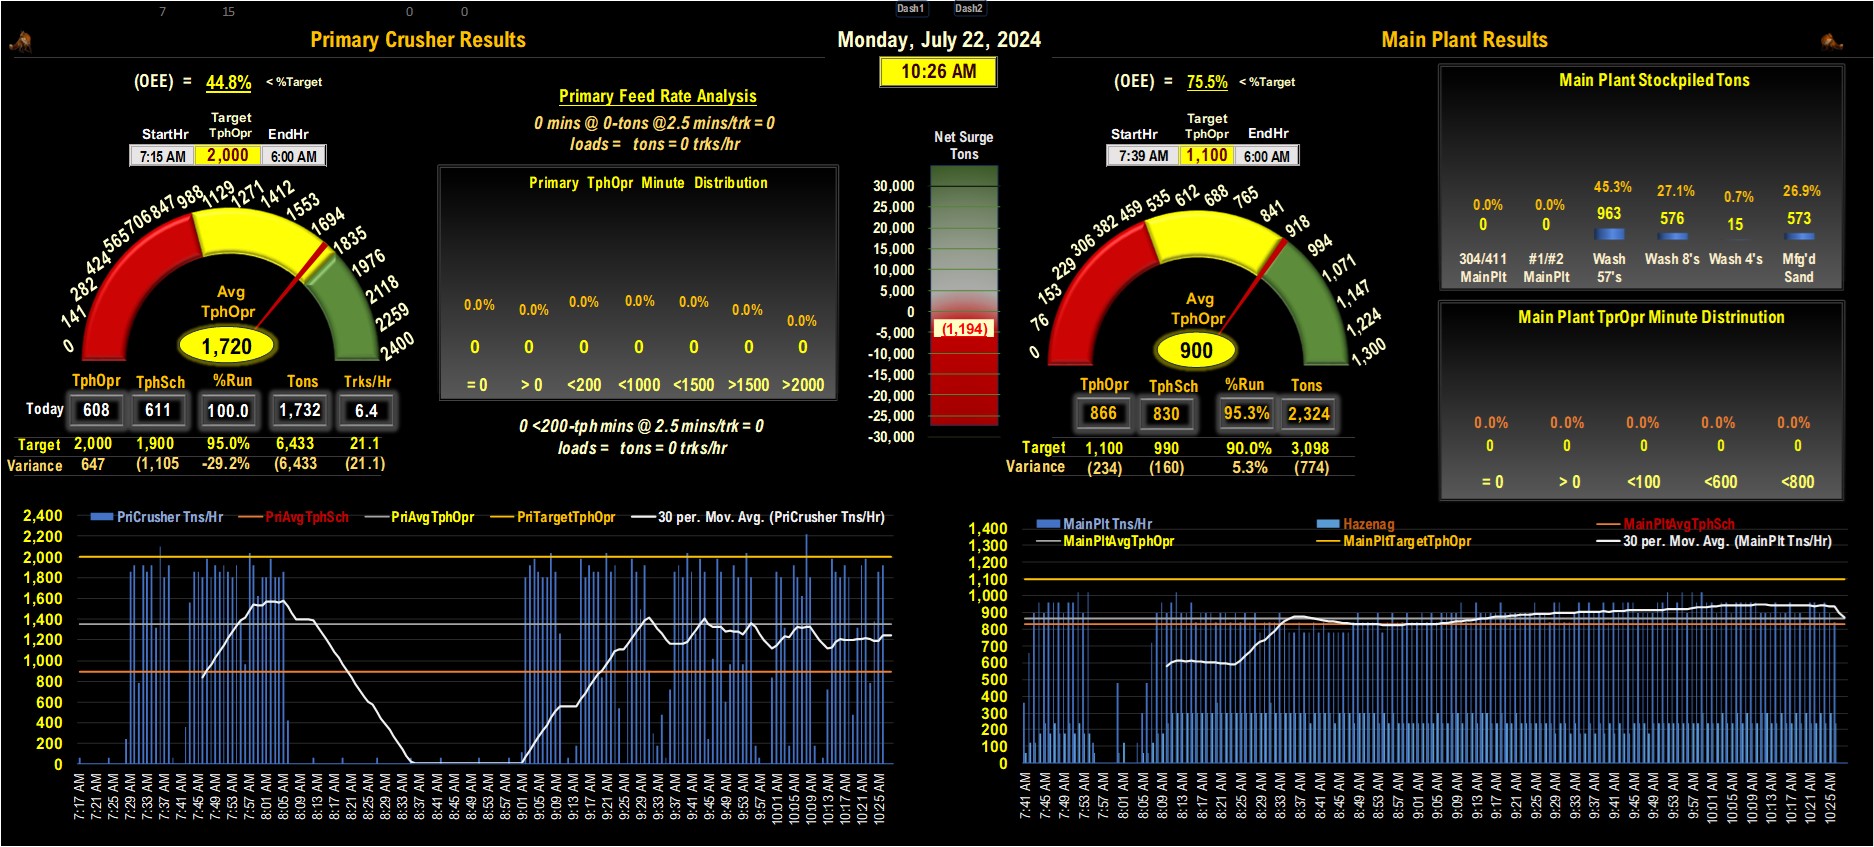 7 15 0 0 Dash1 Dash2
Primary Crusher Results
Monday, July 22, 2024
Main Plant Results
10:26 AM
(OEE) = 44.8% < %Target
Target
StartHr TphOpr EndHr
7:15 AM 2,000 6:00 AM
0 141 282 424 565 706 847 988 1129 1271 1412 1553 1694 1835 1976 2118 2259 2400
Avg
TphOpr
1,720
TphOpr TphSch %Run Tons Trks/Hr
Today 608 611 100.0 1,732 6.4
Target 2,000 1,900 95.0% 6,433 21.1
Variance 647 (1,105 -29.2% (6,433 (21.1)
Primary Feed Rate Analysis
0 mins @ 0-tons @2.5 mins/trk = 0
loads = tons = 0 trks/hr
Primary TphOpr Minute Distribution
0.0% 0.0% 0.0% 0.0% 0.0% 0.0% 0.0%
0 0 0 0 0 0 0
= 0 > 0 <200 <1000 <1500 >1500 >2000
0 <200-tph mins @ 2.5 mins/trk = 0
loads = tons = 0 trks/hr
Net Surge
Tons
30,000
25,000
20,000
15,000
10,000
5,000
0
-5,000
(1,194)
-10,000
-15,000
-20,000
-25,000
-30,000
(OEE) = 75.5% < %Target
Target
StartHr TphOpr EndHr
7:39 AM 1,100 6:00 AM
0 76 153 229 306 382 459 535 612 688 765 841 918 994 1,071 1,147 1,224 1,300
Avg
TphOpr
900
TphOpr TphSch %Run Tons
866 830 95.3% 2,324
Target 1,100 990 90.0% 3,098
Variance (234) (160) 5.3% (774)
Main Plant Stockpiled Tons
0.0% 0.0% 45.3% 27.1% 0.7% 26.9%
0 0 963 576 15 573
304/411 #1/#2 Wash Wash 8's Wash 4's Mfg'd
MainPlt MainPlt 57's Sand
Main Plant TprOpr Minute Distrinution
0.0% 0.0% 0.0% 0.0% 0.0%
0 0 0 0 0
= 0 > 0 <100 <600 <800
PriCrusher Tns/Hr PriAvgTphSch PriAvgTphOpr PriTargetTphOpr 30 per. Mov. Avg. (PriCrusher Tns/Hr)
2,400
2,200
2,000
1,800
1,600
1,400
1,200
1,000
800
600
400
200
0
7:17 AM 7:21 AM 7:25 AM 7:29 AM 7:33 AM 7:37 AM 7:41 AM 7:45 AM 7:49 AM 7:53 AM 7:57 AM 8:01 AM 8:05 AM 8:09 AM 8:13 AM 8:17 AM 8:21 AM 8:25 AM 8:29 AM 8:33 AM 8:37 AM 8:41 AM 8:45 AM 8:49 AM 8:53 AM 8:57 AM 9:01 AM 9:05 AM 9:09 AM 9:13 AM 9:17 AM 9:21 AM 9:25 AM 9:29 AM 9:33 AM 9:37 AM 9:41 AM 9:45 AM 9:49 AM 9:53 AM 9:57 AM 10:01 AM 10:05 AM 10:09 AM 10:13 AM 10:17 AM 10:21 AM 10:25 AM
MainPlt Tns/Hr Hazenag MainPltAvgTphSch
MainPltAvgTphOpr MainPltTargetTphOpr 30 per. Mov. Avg. (MainPlt Tns/Hr)
1,400
1,300
1,200
1,100
1,000
900
800
700
600
500
400
300
200
100
0
7:41 AM 7:45 AM 7:49 AM 7:53 AM 7:57 AM 8:01 AM 8:05 AM 8:09 AM 8:13 AM 8:17 AM 8:21 AM 8:25 AM 8:29 AM 8:33 AM 8:37 AM 8:41 AM 8:45 AM 8:49 AM 8:53 AM 8:57 AM 9:01 AM 9:05 AM 9:09 AM 9:13 AM 9:17 AM 9:21 AM 9:25 AM 9:29 AM 9:33 AM 9:37 AM 9:41 AM 9:45 AM 9:49 AM 9:53 AM 9:57 AM 10:01 AM 10:05 AM 10:09 AM 10:13 AM 10:17 AM 10:21 AM 10:25 AM